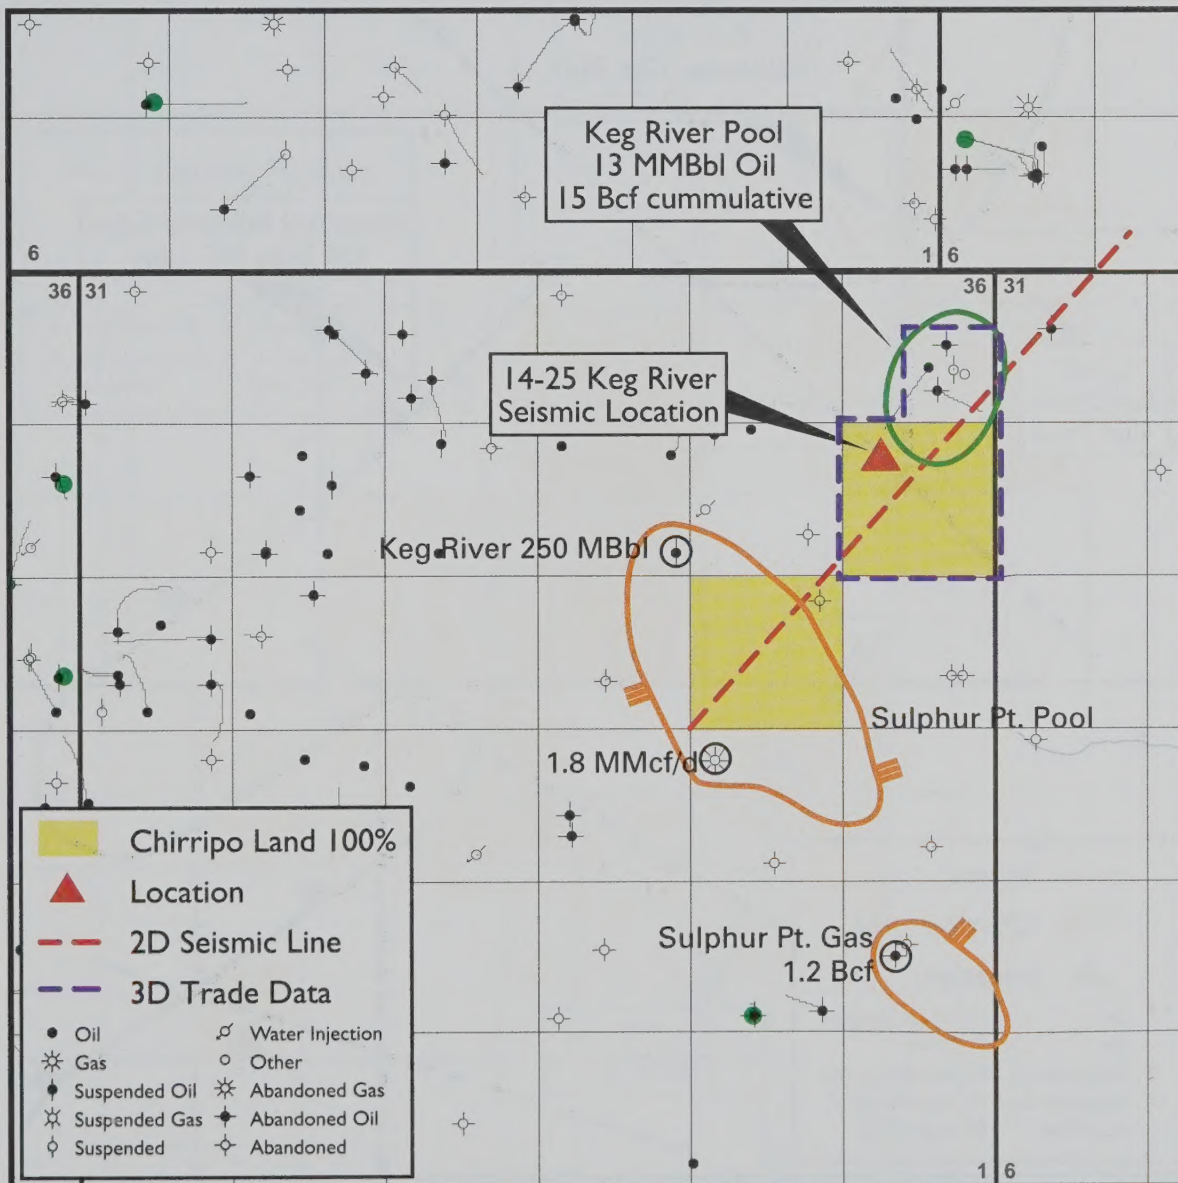 Keg River Pool
13 MMBbl Oil
15 Bcf cummulative
6
1 6
36 31
36 31
14-25 Keg River
Seismic Location
Keg River 250 MBbl
Sulphur Pt. Pool
1.8 MMcf/d
Chirripo Land 100%
Location
2D Seismic Line
3D Trade Data
Oil
Water Injection
Gas
Other
Suspended Oil
Abandoned Gas
Suspended Gas
Abandoned Oil
Suspended
Abandoned
Sulphur Pt. Gas
1.2 Bcf
1 6